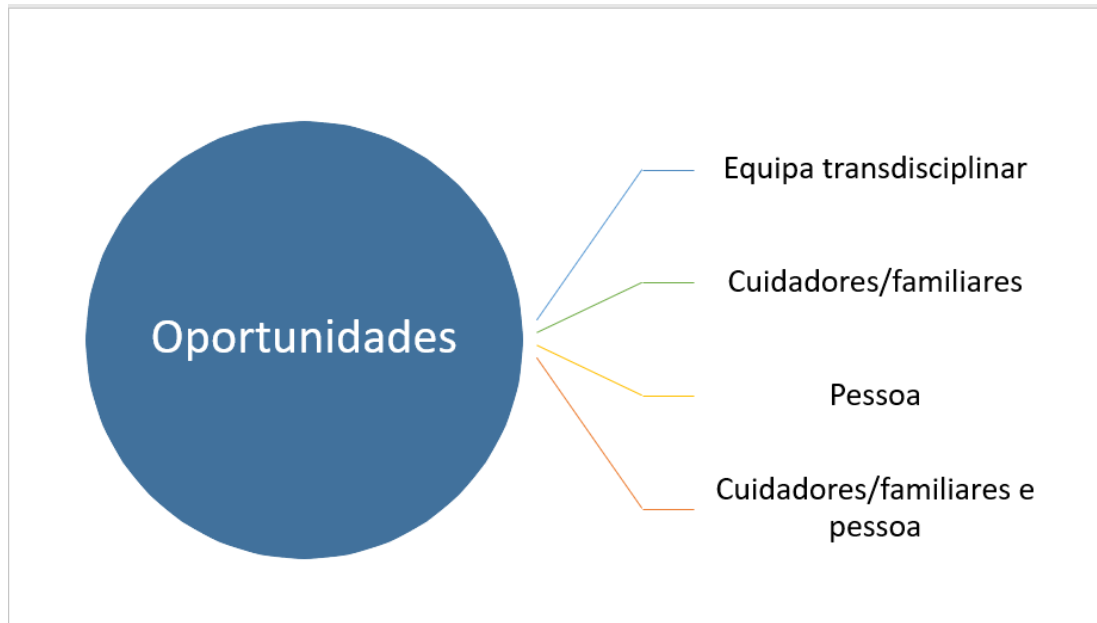 Oportunidades
Equipa transdisciplinar
Cuidadores/familiares
Pessoa
Cuidadores/familiares e
pessoa